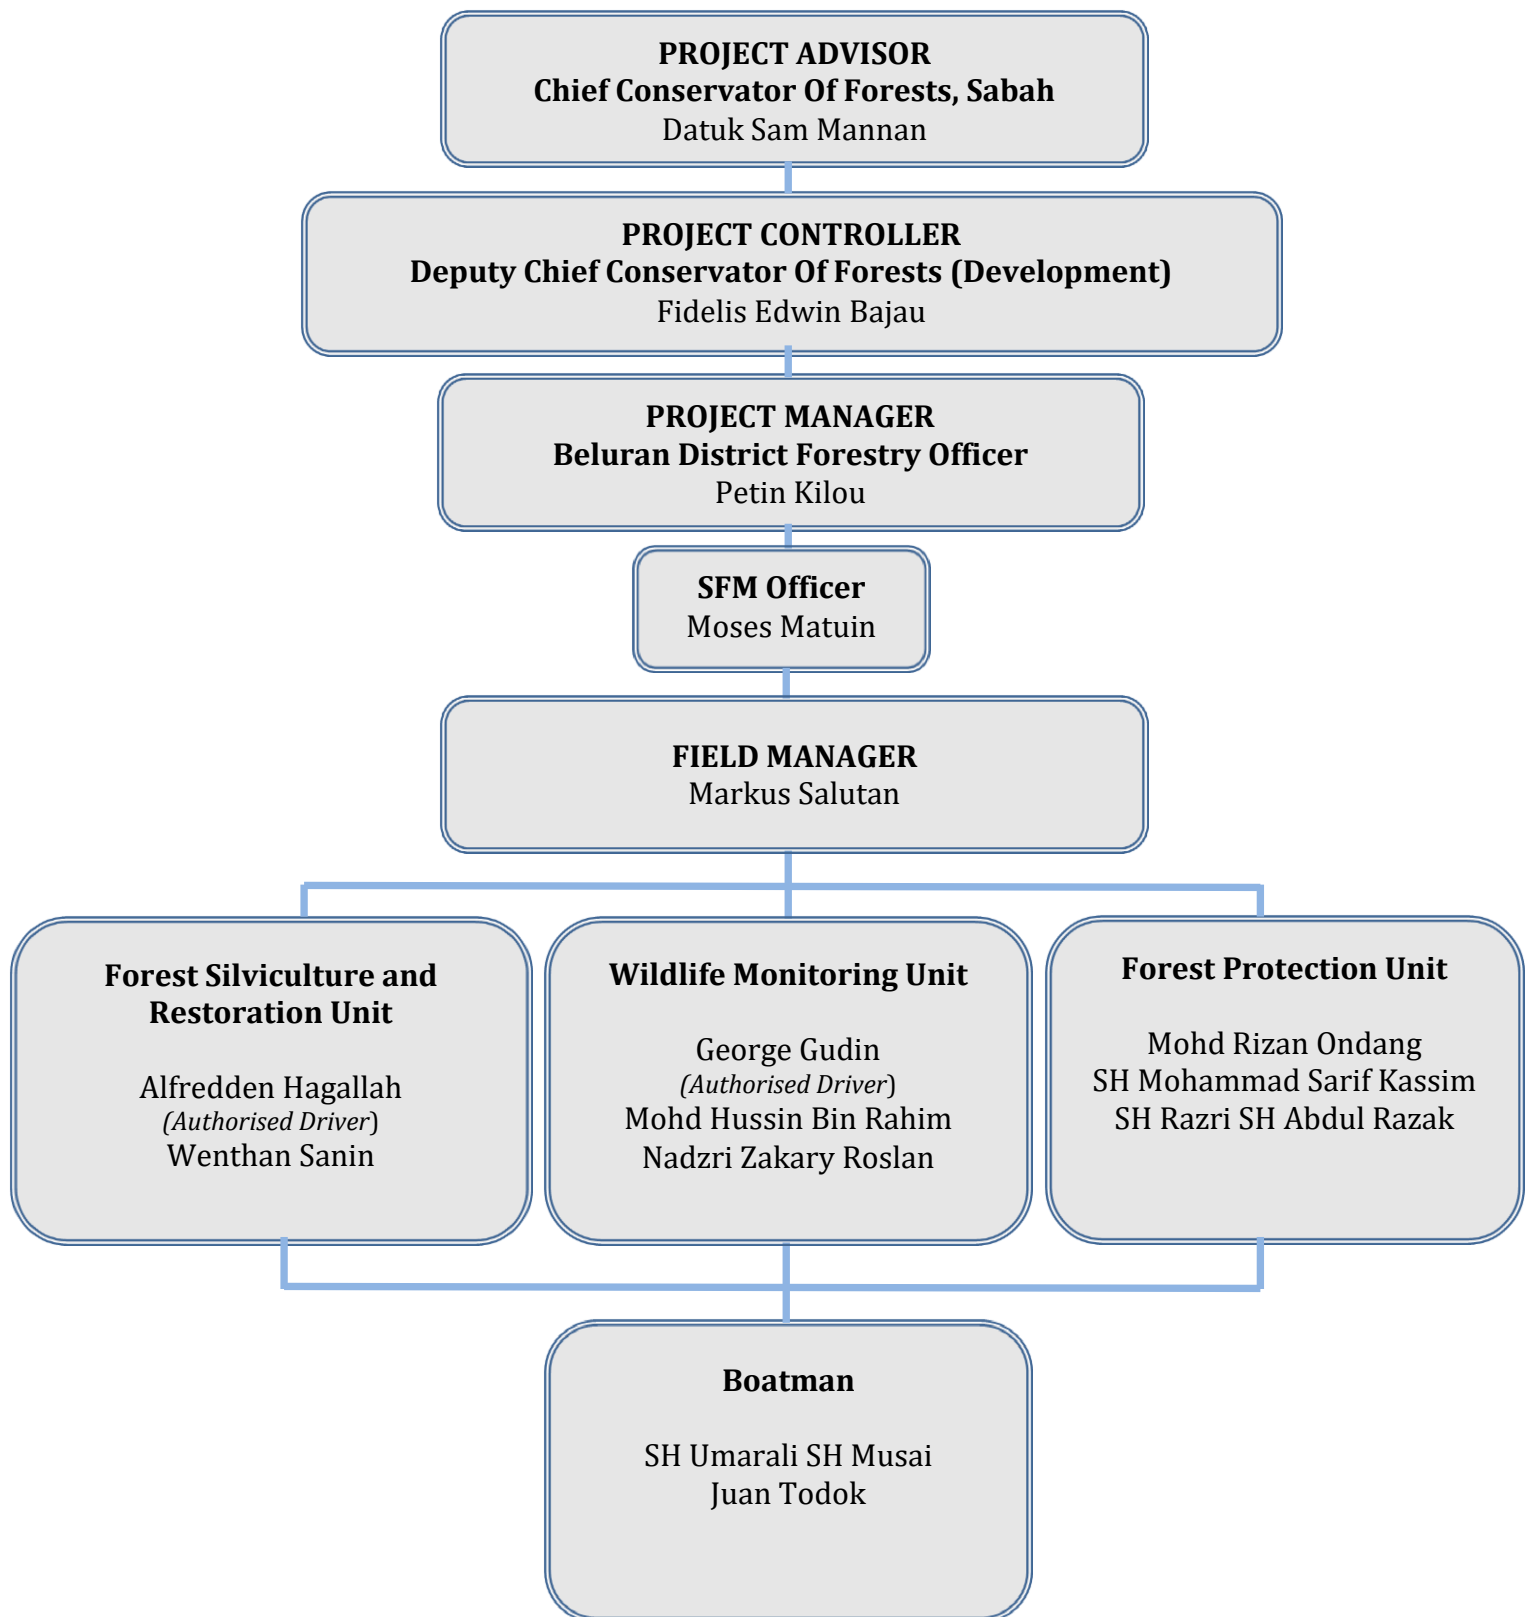 PROJECT ADVISOR
Chief Conservator Of Forests, Sabah
Datuk Sam Mannan
PROJECT CONTROLLER
Deputy Chief Conservator Of Forests (Development)
Fidelis Edwin Bajau
PROJECT MANAGER
Beluran District Forestry Officer
Petin Kilou
SFM Officer
Moses Matuin
FIELD MANAGER
Markus Salutan
Forest Silviculture and
Restoration Unit
Alfredden Hagallah
(Authorised Driver)
Wenthan Sanin
Wildlife Monitoring Unit
George Gudin
(Authorised Driver)
Mohd Hussin Bin Rahim
Nadzri Zakary Roslan
Forest Protection Unit
Mohd Rizan Ondang
SH Mohammad Sarif Kassim
SH Razri SH Abdul Razak
Boatman
SH Umarali SH Musai
Juan Todok